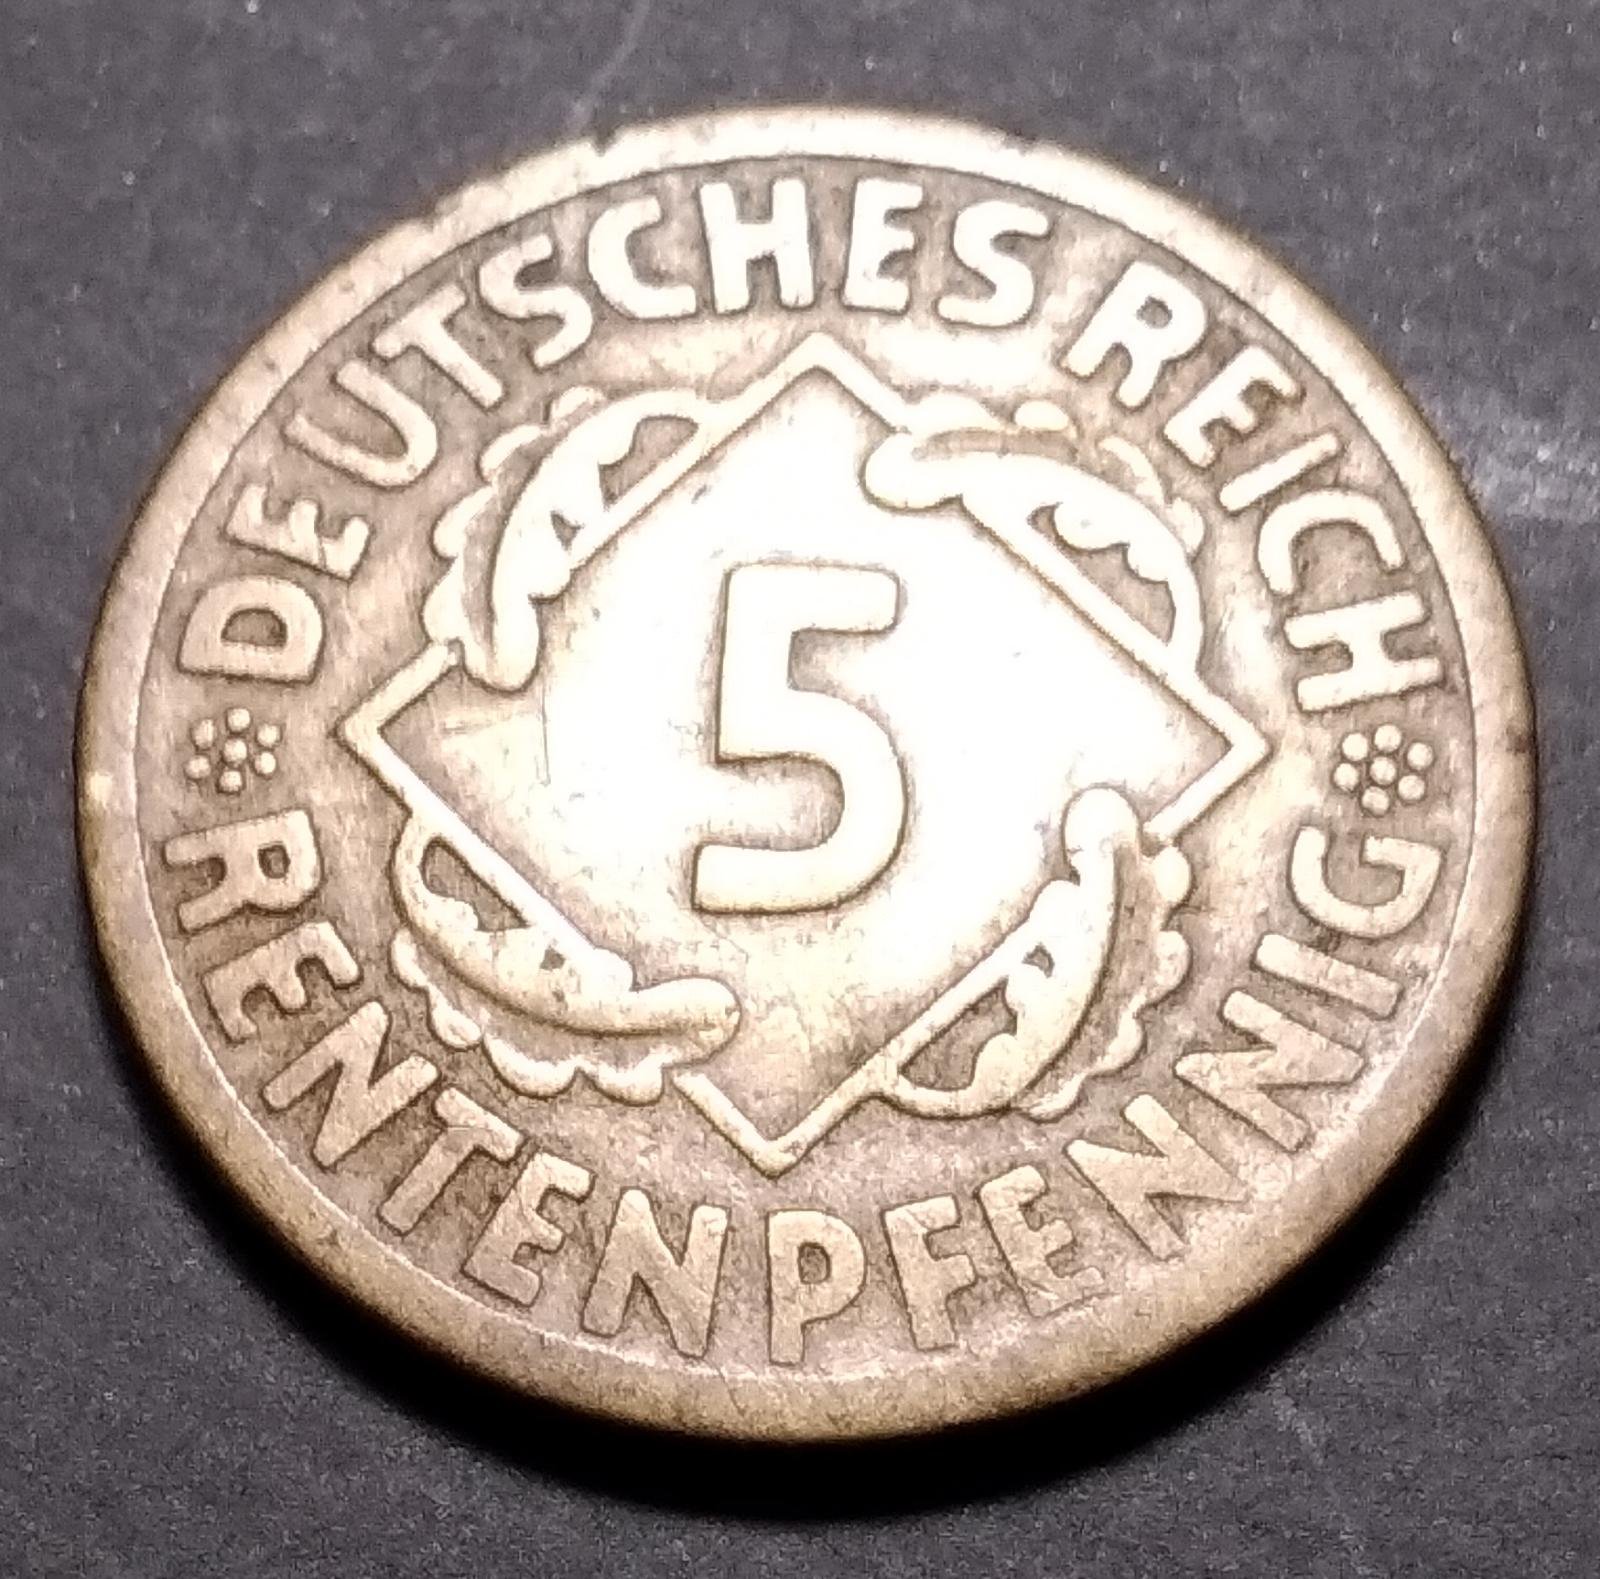 DEUTSCHES REICH
5
RENTENPFENNIG